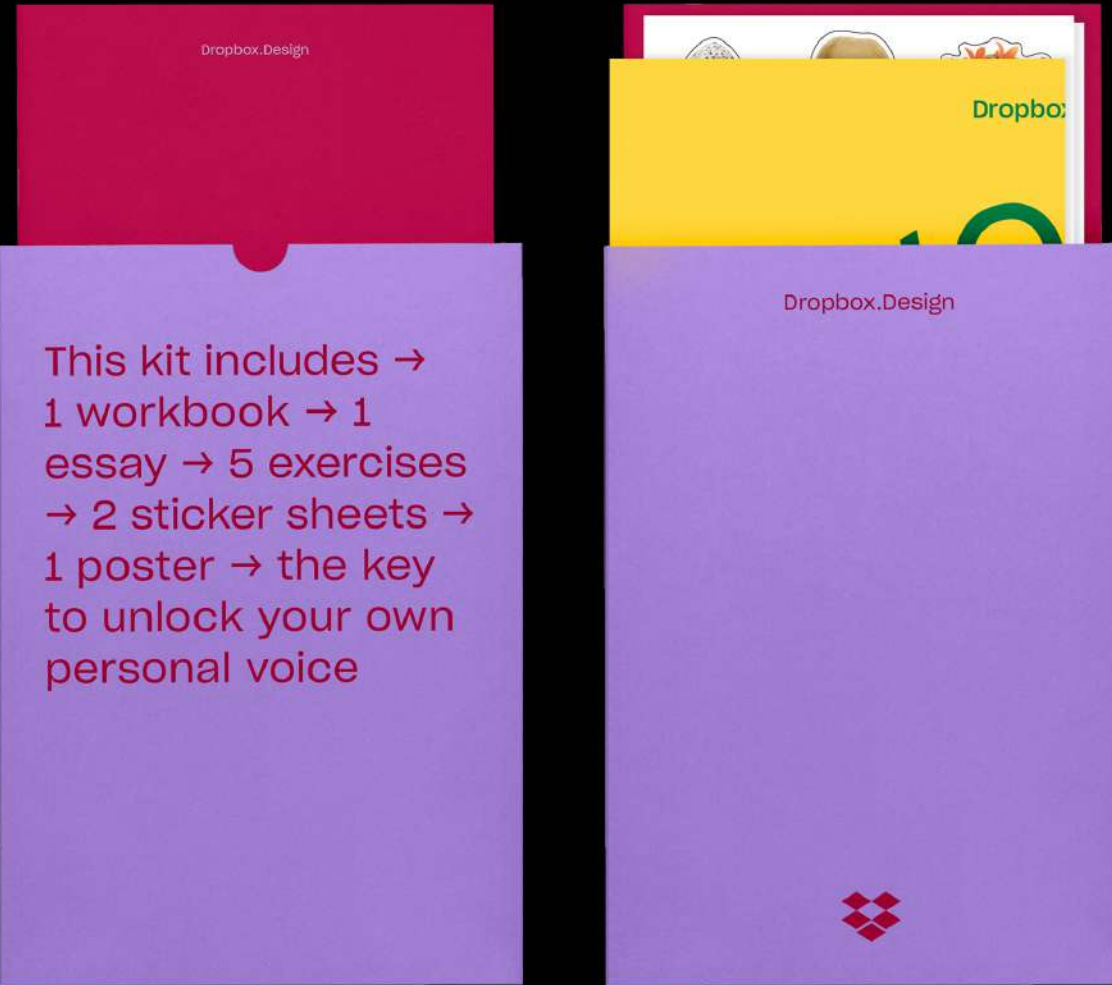 Dropbox.Design
This kit includes →
1 workbook → 1
essay → 5 exercises
→ 2 sticker sheets →
1 poster → the key
to unlock your own
personal voice
Dropbox.Design